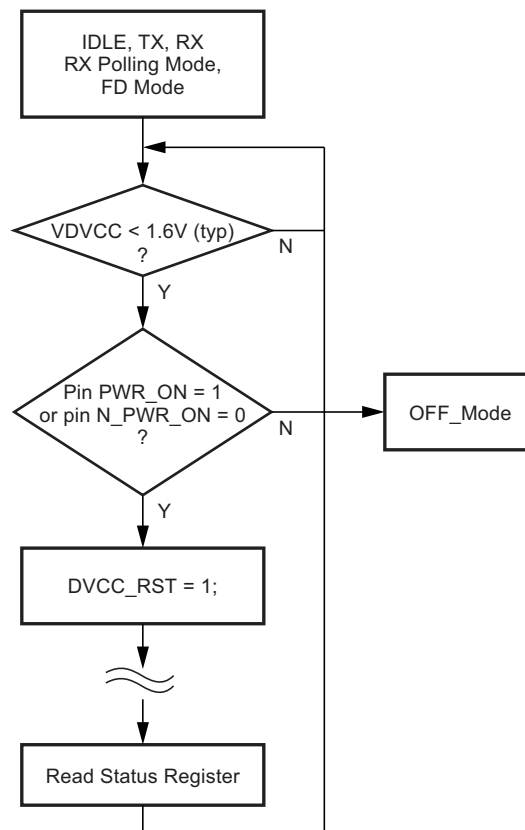 IDLE, TX, RX
RX Polling Mode,
FD Mode
VDVCC < 1.6V (typ)
?
N
Y
Pin PWR_ON = 1
or pin N_PWR_ON = 0
?
N
OFF_Mode
Y
DVCC_RST = 1;
Read Status Register